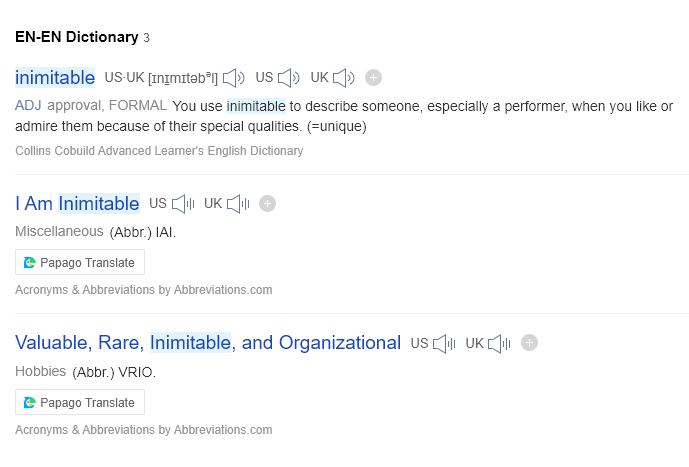 EN-EN Dictionary 3
inimitable US·UK [ɪnɪmɪtəbᵊl] US UK
ADJ approval, FORMAL You use inimitable to describe someone, especially a performer, when you like or
admire them because of their special qualities. (=unique)
Collins Cobuild Advanced Learner's English Dictionary
I Am Inimitable US UK
Miscellaneous (Abbr.) IAI.
Papago Translate
Acronyms & Abbreviations by Abbreviations.com
Valuable, Rare, Inimitable, and Organizational US UK
Hobbies (Abbr.) VRIO.
Papago Translate
Acronyms & Abbreviations by Abbreviations.com